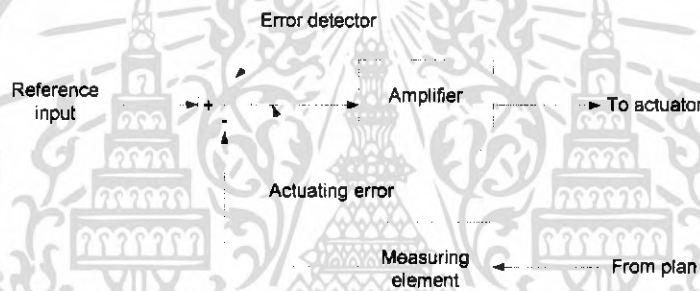 Error detector
Reference
input
+
-
Amplifier
To actuator
Actuating error
Measuring
element
From plan